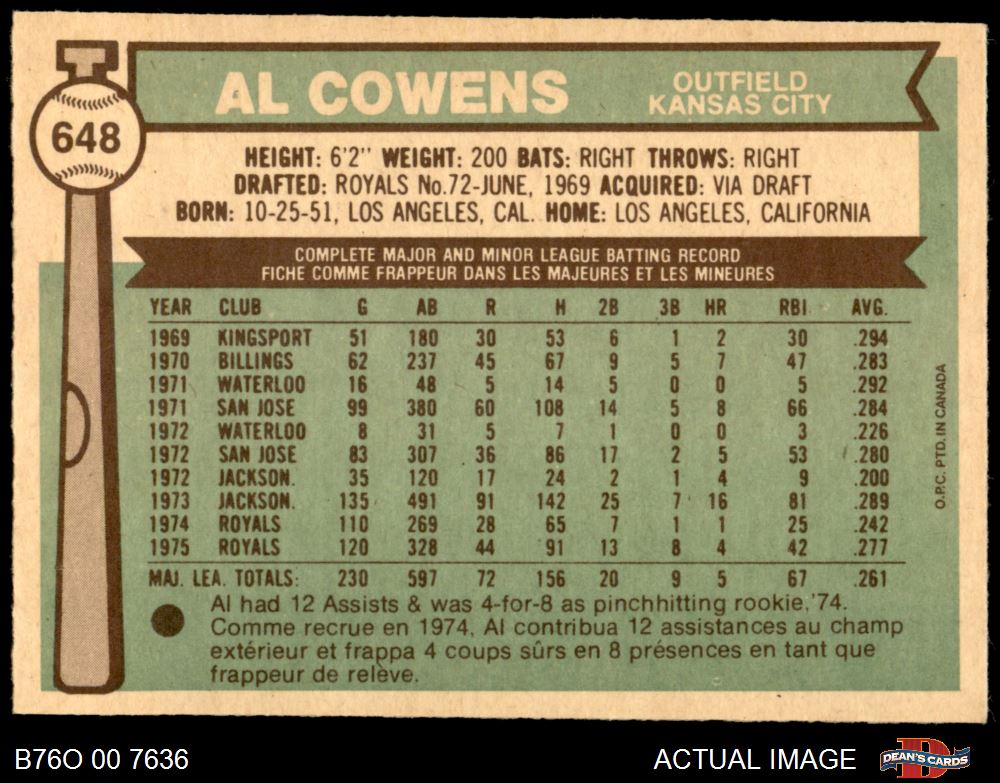 648
AL COWENS
OUTFIELD
KANSAS CITY
HEIGHT: 6'2" WEIGHT: 200 BATS: RIGHT THROWS: RIGHT
DRAFTED: ROYALS No.72-JUNE, 1969 ACQUIRED: VIA DRAFT
BORN: 10-25-51, LOS ANGELES, CAL. HOME: LOS ANGELES, CALIFORNIA
COMPLETE MAJOR AND MINOR LEAGUE BATTING RECORD
FICHE COMME FRAPPEUR DANS LES MAJEURES ET LES MINEURES
YEAR CLUB G AB R H 2B 3B HR RBI AVG.
1969 KINGSPORT 51 180 30 53 6 1 2 30 .294
1970 BILLINGS 62 237 45 67 9 5 7 47 .283
1971 WATERLOO 16 48 5 14 5 0 0 5 .292
1971 SAN JOSE 99 380 60 108 14 5 8 66 .284
1972 WATERLOO 8 31 5 7 1 0 0 3 .226
1972 SAN JOSE 83 307 36 86 17 2 5 53 .280
1972 JACKSON. 35 120 17 24 2 1 4 9 .200
1973 JACKSON. 135 491 91 142 25 7 16 81 .289
1974 ROYALS 110 269 28 65 7 1 1 25 .242
1975 ROYALS 120 328 44 91 13 8 4 42 .277
MAJ. LEA. TOTALS: 230 597 72 156 20 9 5 67 .261
Al had 12 Assists & was 4-for-8 as pinchhitting rookie,'74.
Comme recrue en 1974, Al contribua 12 assistances au champ
extérieur et frappa 4 coups sûrs en 8 présences en tant que
frappeur de relève.
O.P.C. PTD. IN CANADA
B76O 00 7636
ACTUAL IMAGE
D
DEAN'S CARDS